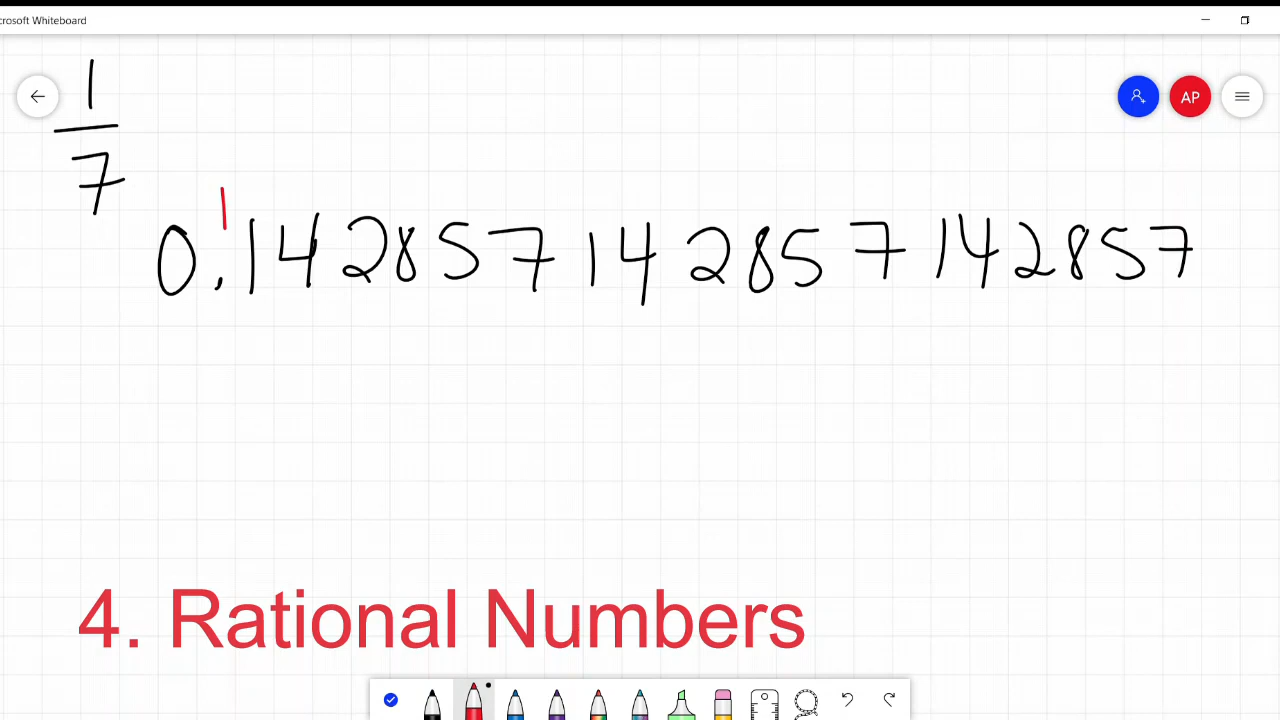 crosoft Whiteboard
1
7
AP
0.142857142857142857
4. Rational Numbers